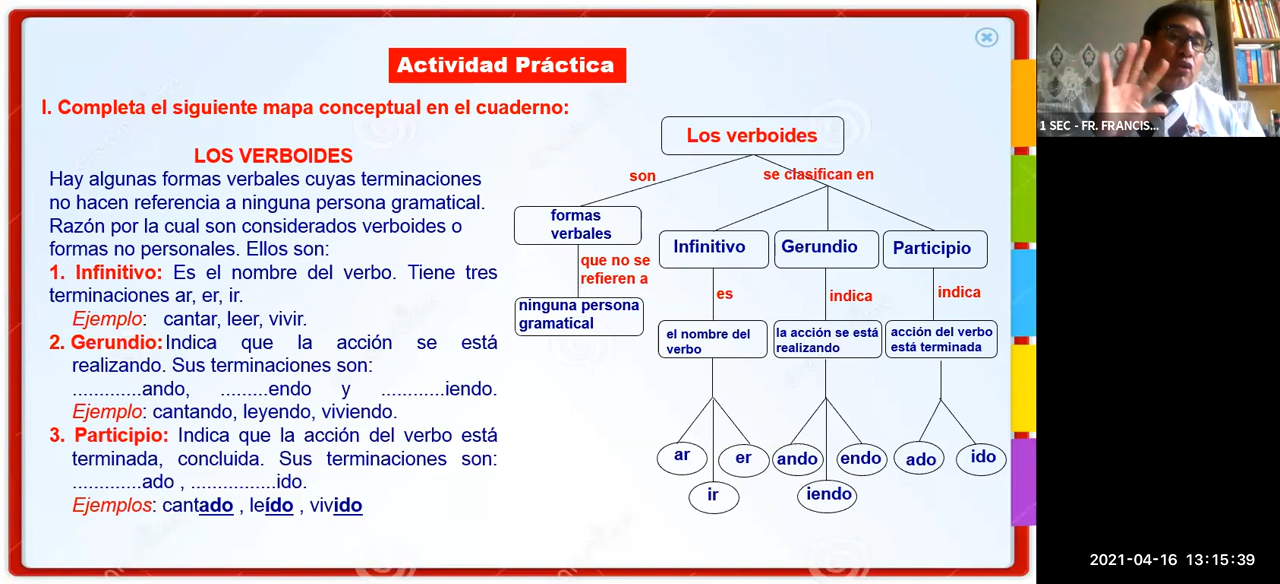 Actividad Práctica
I. Completa el siguiente mapa conceptual en el cuaderno:
LOS VERBOIDES
Hay algunas formas verbales cuyas terminaciones
no hacen referencia a ninguna persona gramatical.
Razón por la cual son considerados verboides o
formas no personales. Ellos son:
1. Infinitivo: Es el nombre del verbo. Tiene tres
terminaciones ar, er, ir.
Ejemplo: cantar, leer, vivir.
2. Gerundio: Indica que la acción se está
realizando. Sus terminaciones son:
.............ando, .........endo y ............iendo.
Ejemplo: cantando, leyendo, viviendo.
3. Participio: Indica que la acción del verbo está
terminada, concluida. Sus terminaciones son:
.............ado , ................ido.
Ejemplos: cantado , leído , vivido
Los verboides
son
se clasifican en
formas
verbales
que no se
refieren a
ninguna persona
gramatical
Infinitivo
Gerundio
Participio
es
indica
indica
el nombre del
verbo
la acción se está
realizando
acción del verbo
está terminada
ar
er
ir
ando
endo
iendo
ado
ido
1 SEC - FR. FRANCIS...
2021-04-16 13:15:39